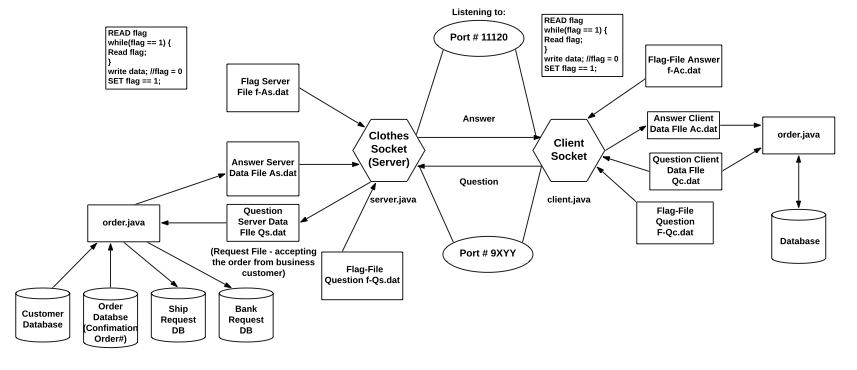 Listening to:
Port # 11120
READ flag
while(flag == 1) {
Read flag;
}
write data; //flag = 0
SET flag == 1;
READ flag
while(flag == 1) {
Read flag;
}
write data; //flag = 0
SET flag == 1;
Flag Server
File f-As.dat
Flag-File Answer
f-Ac.dat
Clothes
Socket
(Server)
Answer
Client
Socket
Answer Client
Data FIle Ac.dat)
order.java
Answer Server
Data File As.dat)
Question
Question Client
Data FIle
Qc.dat)
server.java
client.java
order.java
Question
Server Data
FIle Qs.dat)
Flag-File
Question
F-Qc.dat)
Database
(Request File - accepting
the order from business
customer)
Port # 9XYY
Flag-File
Question f-Qs.dat
Customer
Database
Order
Databse
(Confimation
Order#)
Ship
Request
DB
Bank
Request
DB